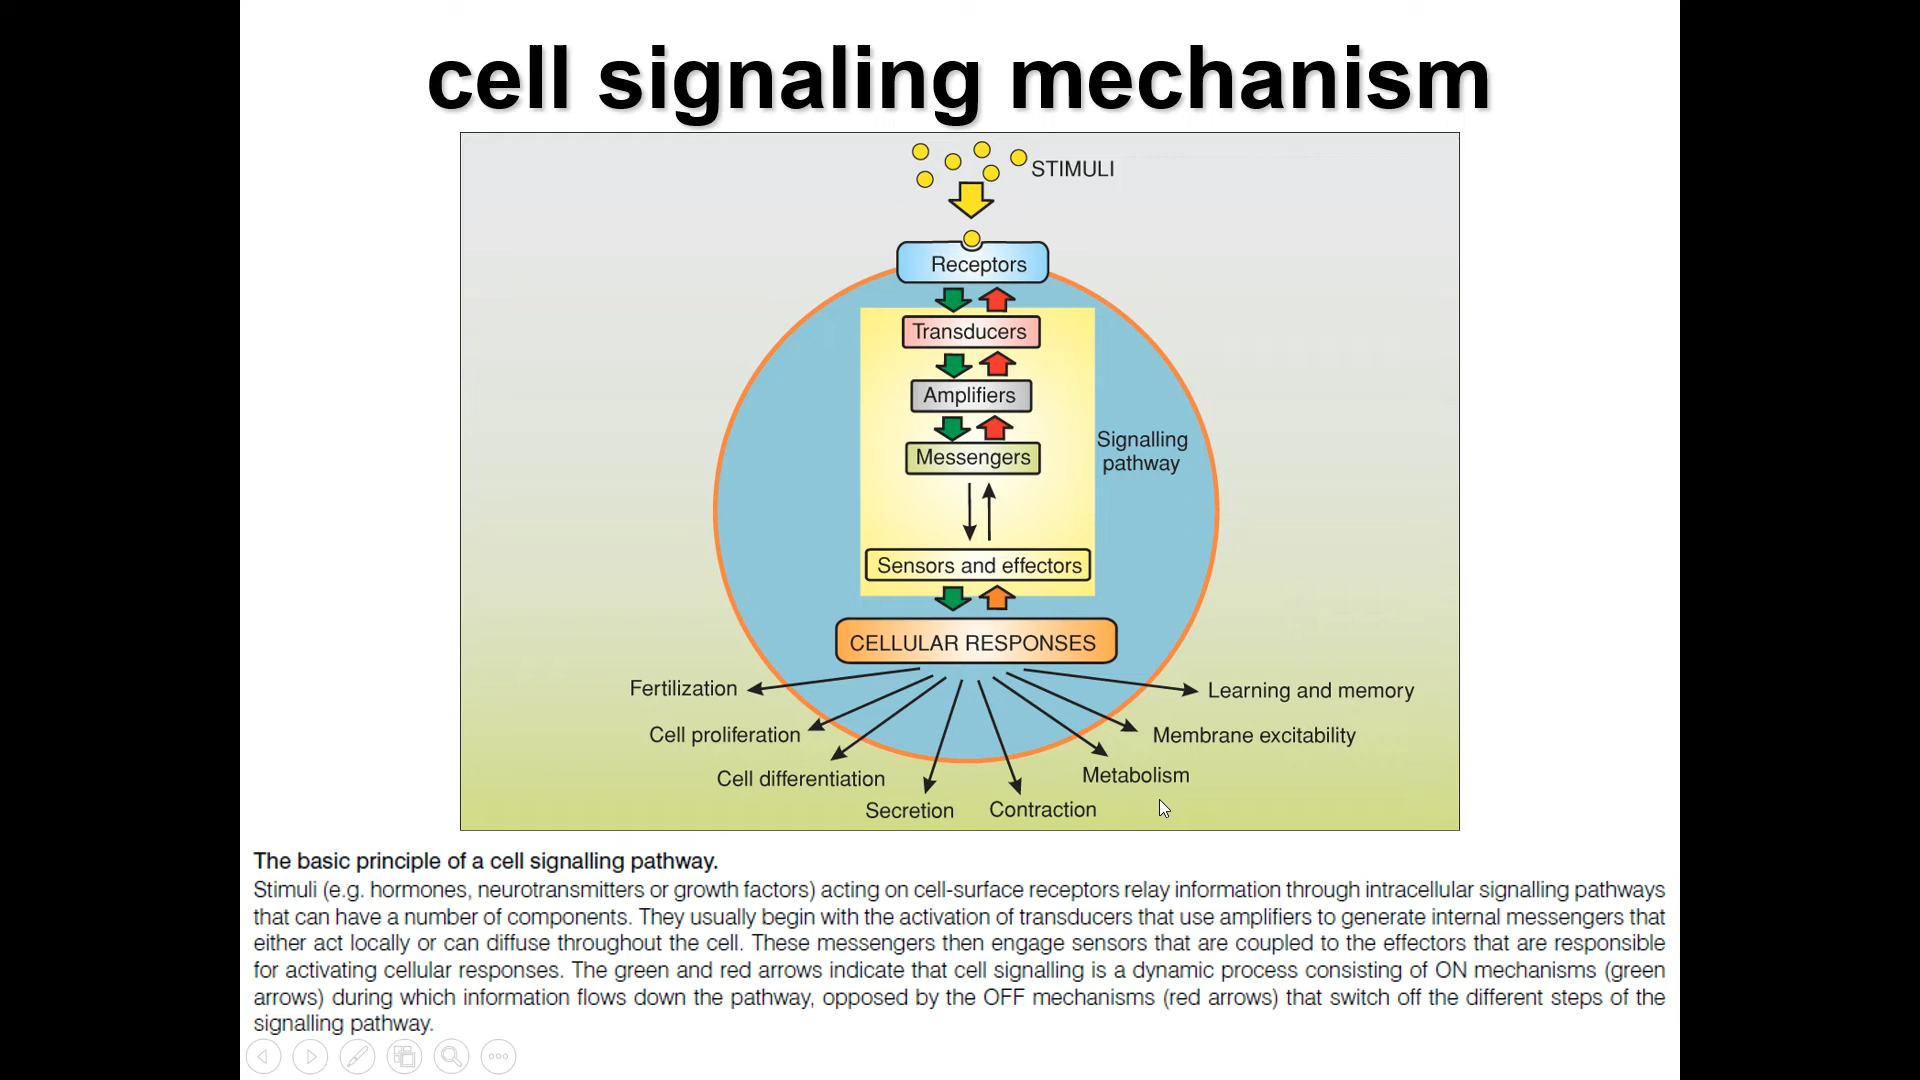 cell signaling mechanism
STIMULI
Receptors
Transducers
Amplifiers
Messengers
Signalling
pathway
Sensors and effectors
CELLULAR RESPONSES
Fertilization
Learning and memory
Cell proliferation
Membrane excitability
Cell differentiation
Metabolism
Secretion
Contraction
The basic principle of a cell signalling pathway.
Stimuli (e.g. hormones, neurotransmitters or growth factors) acting on cell-surface receptors relay information through intracellular signalling pathways
that can have a number of components. They usually begin with the activation of transducers that use amplifiers to generate internal messengers that
either act locally or can diffuse throughout the cell. These messengers then engage sensors that are coupled to the effectors that are responsible
for activating cellular responses. The green and red arrows indicate that cell signalling is a dynamic process consisting of ON mechanisms (green
arrows) during which information flows down the pathway, opposed by the OFF mechanisms (red arrows) that switch off the different steps of the
signalling pathway.